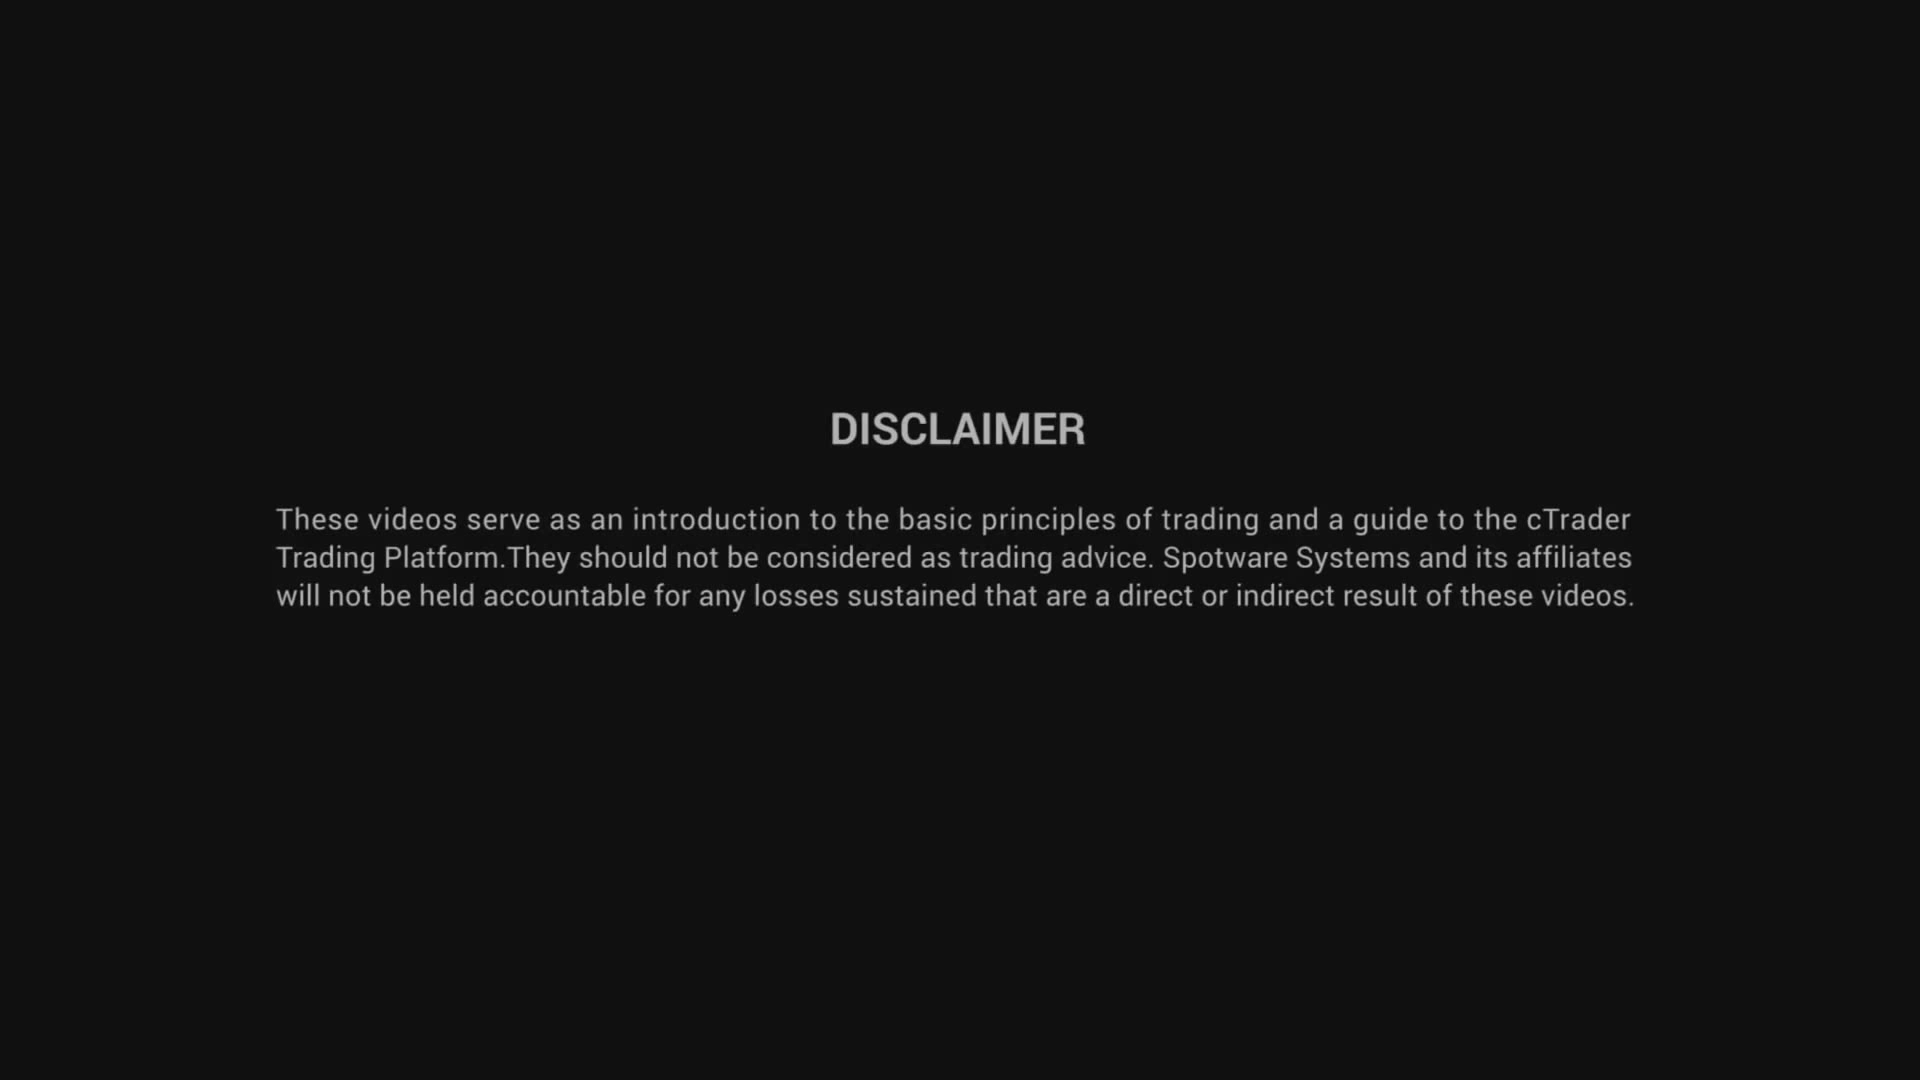 DISCLAIMER
These videos serve as an introduction to the basic principles of trading and a guide to the cTrader
Trading Platform.They should not be considered as trading advice. Spotware Systems and its affiliates
will not be held accountable for any losses sustained that are a direct or indirect result of these videos.